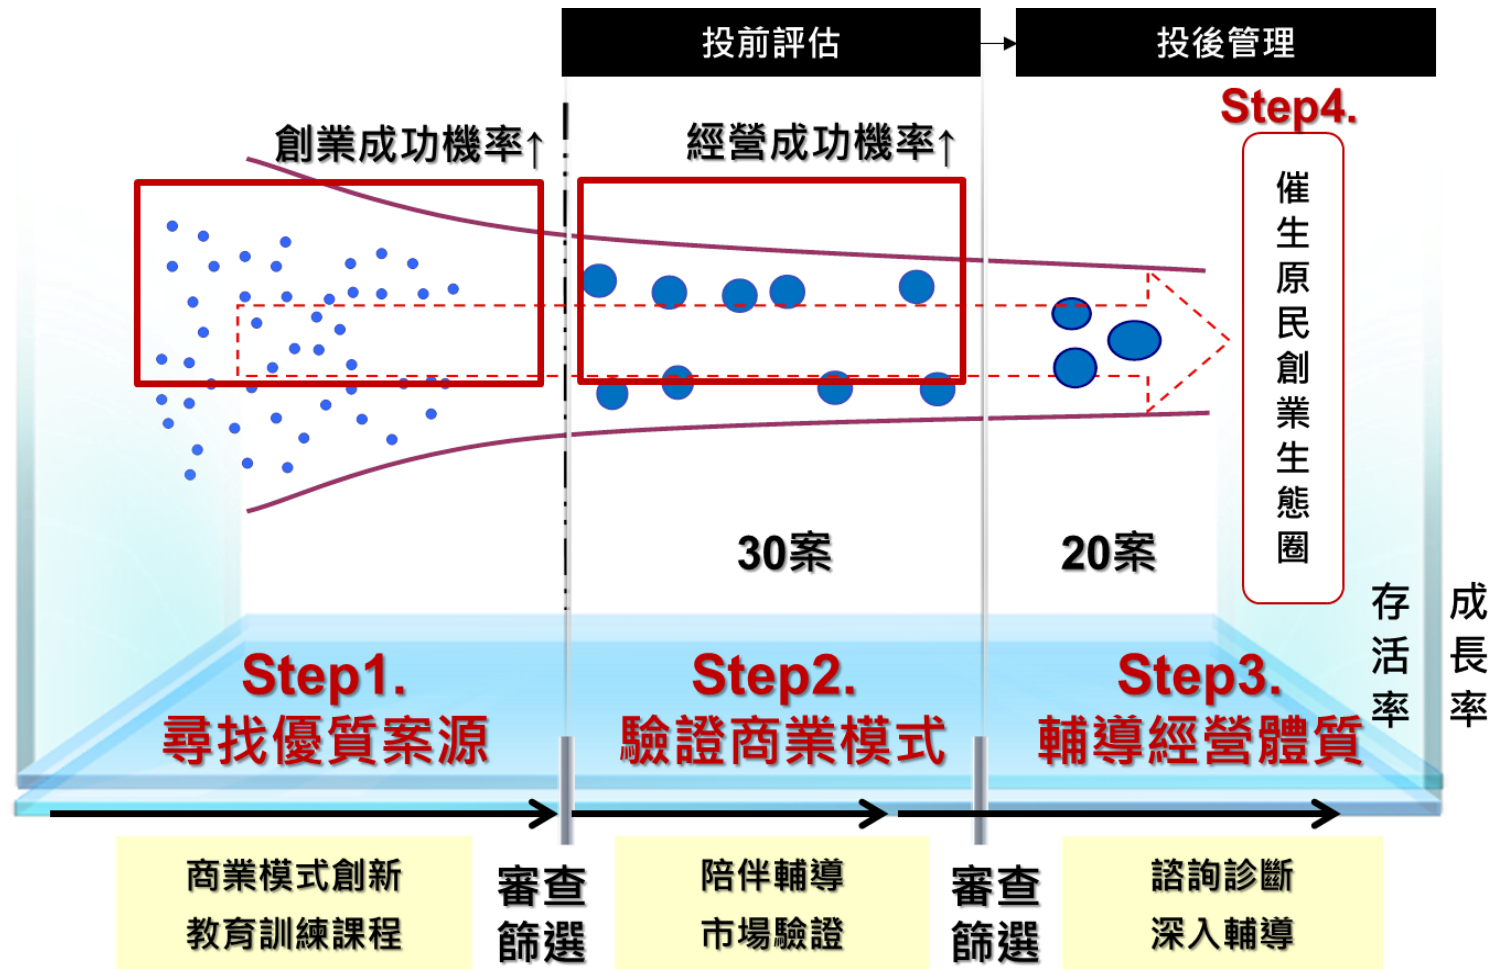 投前評估
投後管理
Step4.
創業成功機率↑
經營成功機率↑
催生原民創業生態圈
30案
20案
存活率
成長率
Step1.
尋找優質案源
Step2.
驗證商業模式
Step3.
輔導經營體質
商業模式創新
教育訓練課程
審查
篩選
陪伴輔導
市場驗證
審查
篩選
諮詢診斷
深入輔導